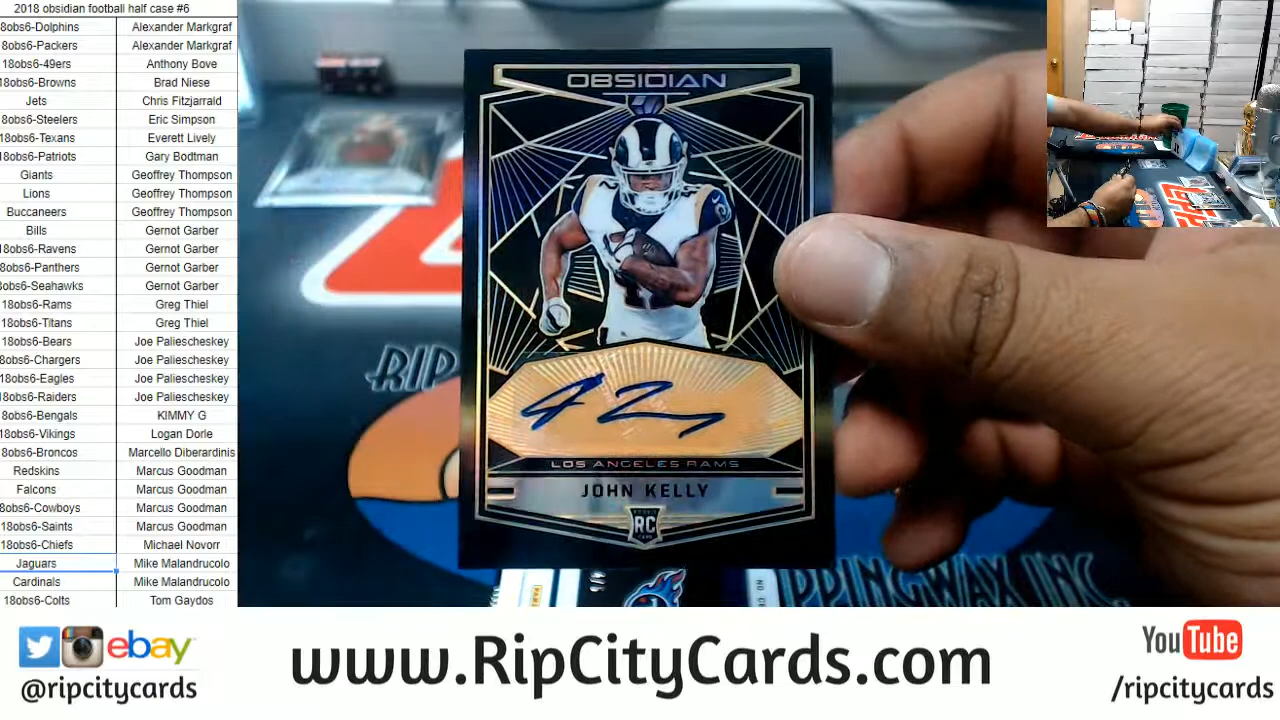 2018 obsidian football half case #6
8obs6-Dolphins Alexander Markgraf
8obs6-Packers Alexander Markgraf
18obs6-49ers Anthony Bove
18obs6-Browns Brad Niese
Jets Chris Fitzjarrald
8obs6-Steelers Eric Simpson
18obs6-Texans Everett Lively
18obs6-Patriots Gary Bodtman
Giants Geoffrey Thompson
Lions Geoffrey Thompson
Buccaneers Geoffrey Thompson
Bills Gernot Garber
8obs6-Ravens Gernot Garber
8obs6-Panthers Gernot Garber
8obs6-Seahawks Gernot Garber
18obs6-Rams Greg Thiel
18obs6-Titans Greg Thiel
18obs6-Bears Joe Paliescheskey
18obs6-Chargers Joe Paliescheskey
18obs6-Eagles Joe Paliescheskey
18obs6-Raiders Joe Paliescheskey
8obs6-Bengals KIMMY G
18obs6-Vikings Logan Dorle
8obs6-Broncos Marcello Diberardinis
Redskins Marcus Goodman
Falcons Marcus Goodman
8obs6-Cowboys Marcus Goodman
18obs6-Saints Marcus Goodman
18obs6-Chiefs Michael Novorr
Jaguars Mike Malandrucolo
Cardinals Mike Malandrucolo
18obs6-Colts Tom Gaydos
OBSIDIAN
LOS ANGELES RAMS
JOHN KELLY
RC
RIP
PPINGWAX INC.
ebay
@ripcitycards
www.RipCityCards.com
YouTube
/ripcitycards